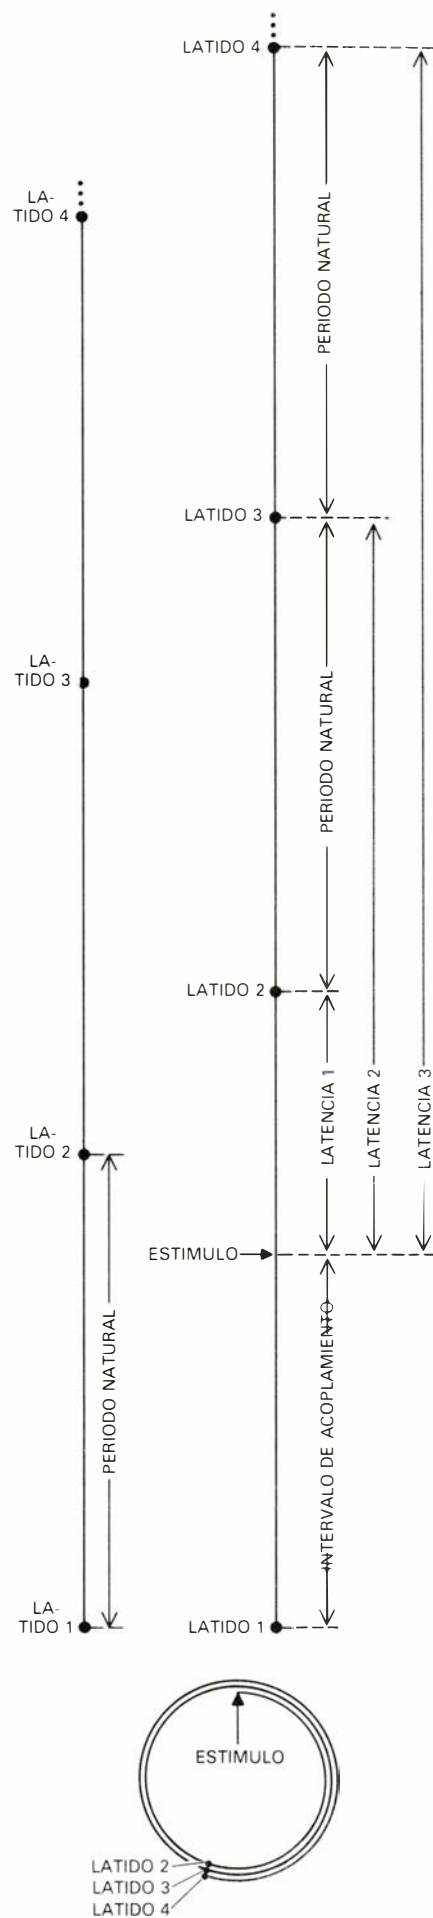 LATIDO 4
LA-
TIDO 4
PERIODO NATURAL
LATIDO 3
LA-
TIDO 3
PERIODO NATURAL
LATIDO 2
LATENCIA 1
LATENCIA 2
LATENCIA 3
LA-
TIDO 2
ESTIMULO
PERIODO NATURAL
INTERVALO DE ACOPLAMIENTO
LA-
TIDO 1
LATIDO 1
ESTIMULO
LATIDO 2
LATIDO 3
LATIDO 4